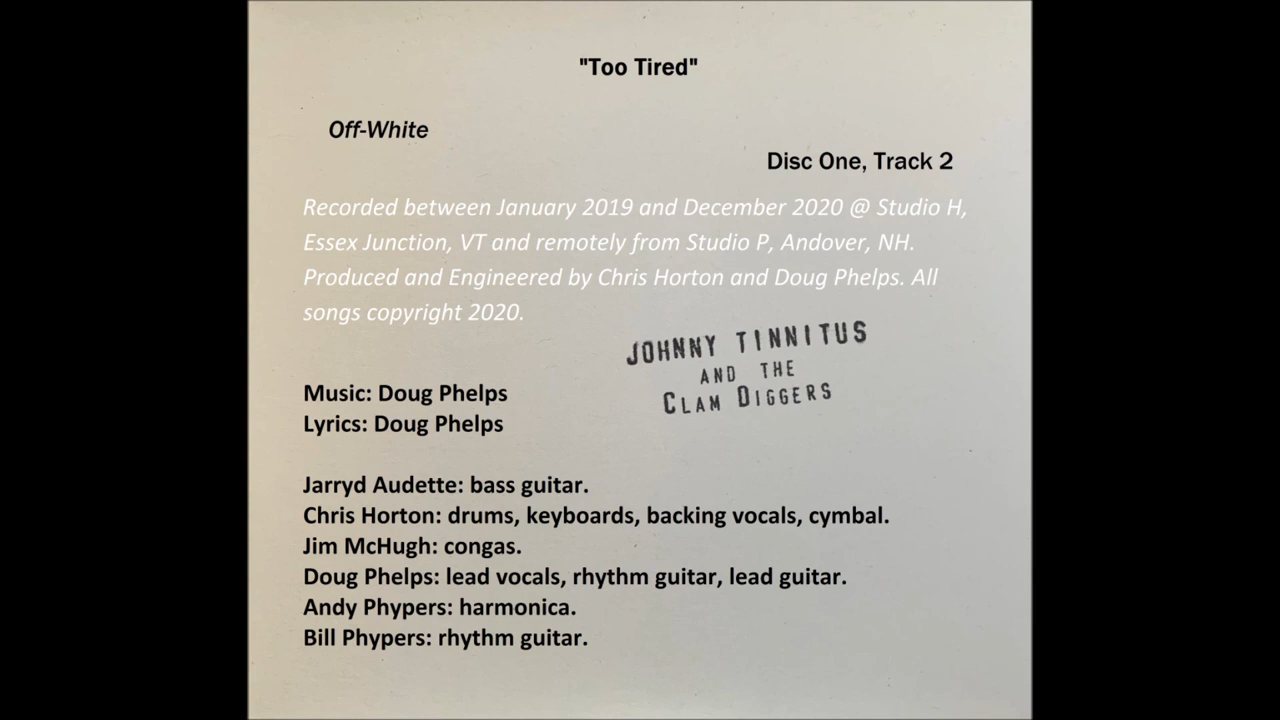 "Too Tired"
Off-White
Disc One, Track 2
Recorded between January 2019 and December 2020 @ Studio H,
Essex Junction, VT and remotely from Studio P, Andover, NH.
Produced and Engineered by Chris Horton and Doug Phelps. All
songs copyright 2020.
JOHNNY TINNITUS
AND THE
CLAM DIGGERS
Music: Doug Phelps
Lyrics: Doug Phelps
Jarryd Audette: bass guitar.
Chris Horton: drums, keyboards, backing vocals, cymbal.
Jim McHugh: congas.
Doug Phelps: lead vocals, rhythm guitar, lead guitar.
Andy Phypers: harmonica.
Bill Phypers: rhythm guitar.